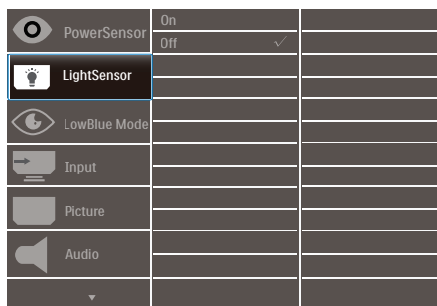 PowerSensor
On
Off ✓
LightSensor
LowBlue Mode
Input
Picture
Audio